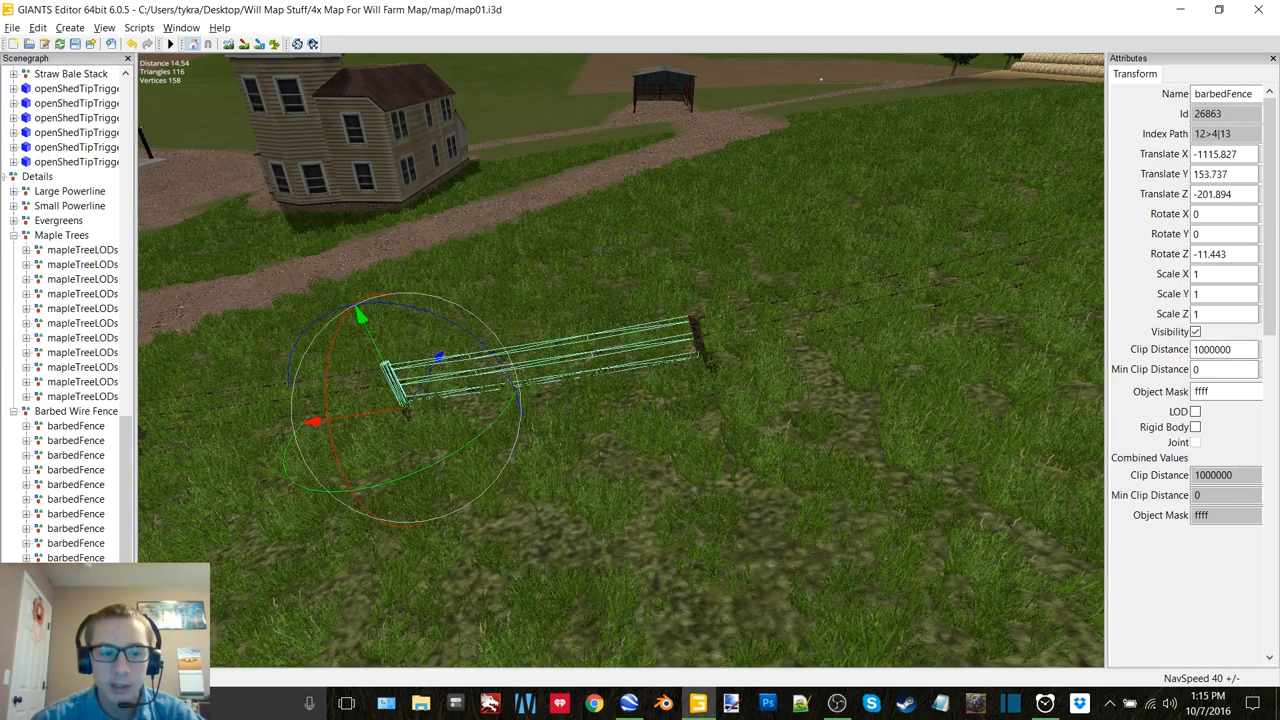 GIANTS Editor 64bit 6.0.5 - C:/Users/tykra/Desktop/Will Map Stuff/4x Map For Will Farm Map/map/map01.i3d
File Edit Create View Scripts Window Help
Scenegraph
Straw Bale Stack
openShedTipTrigge
openShedTipTrigge
openShedTipTrigge
openShedTipTrigge
openShedTipTrigge
openShedTipTrigge
Details
Large Powerline
Small Powerline
Evergreens
Maple Trees
mapleTreeLODs
mapleTreeLODs
mapleTreeLODs
mapleTreeLODs
mapleTreeLODs
mapleTreeLODs
mapleTreeLODs
mapleTreeLODs
mapleTreeLODs
mapleTreeLODs
mapleTreeLODs
Barbed Wire Fence
barbedFence
barbedFence
barbedFence
barbedFence
barbedFence
barbedFence
barbedFence
barbedFence
barbedFence
barbedFence
Distance 14.54
Triangles 116
Vertices 158
Attributes
Transform
Name barbedFence
Id 26863
Index Path 12>4|13
Translate X -1115.827
Translate Y 153.737
Translate Z -201.894
Rotate X 0
Rotate Y 0
Rotate Z -11.443
Scale X 1
Scale Y 1
Scale Z 1
Visibility
Clip Distance 1000000
Min Clip Distance 0
Object Mask ffff
LOD
Rigid Body
Joint
Combined Values
Clip Distance 1000000
Min Clip Distance 0
Object Mask ffff
NavSpeed 40 +/-
1:15 PM
10/7/2016